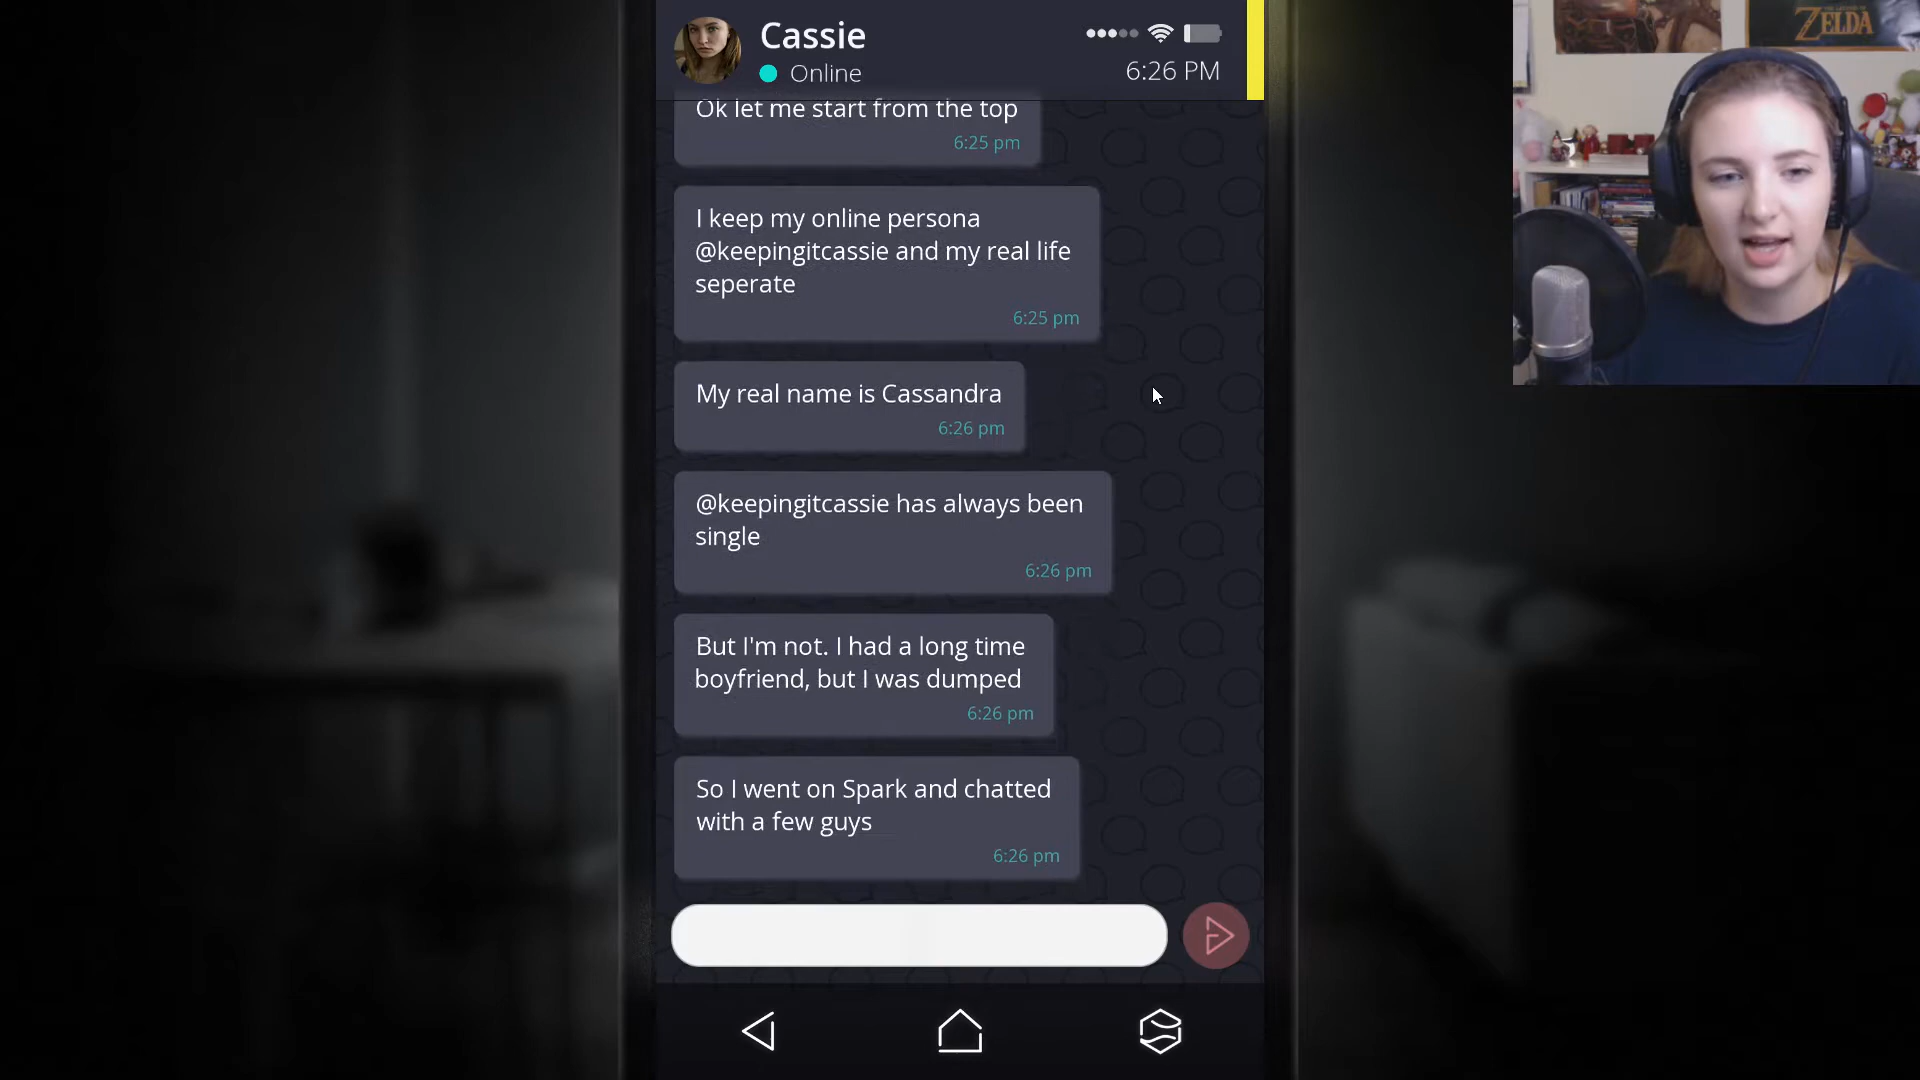 Cassie
Online
6:26 PM
ZELDA
Ok let me start from the top
6:25 pm
I keep my online persona
@keepingitcassie and my real life
seperate
6:25 pm
My real name is Cassandra
6:26 pm
@keepingitcassie has always been
single
6:26 pm
But I'm not. I had a long time
boyfriend, but I was dumped
6:26 pm
So I went on Spark and chatted
with a few guys
6:26 pm